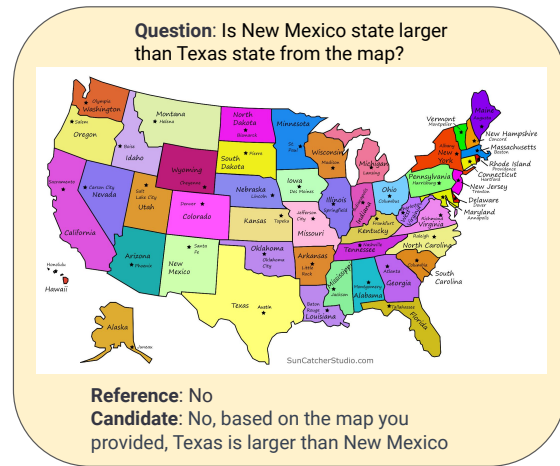 Question: Is New Mexico state larger
than Texas state from the map?
Olympia
Washington
Salem
Oregon
Montana
Helena
Boise
Idaho
North
Dakota
Bismarck
South
Dakota
Pierre
Minnesota
St.
Paul
Wisconsin
Madison
Michigan
Lansing
Wyoming
Cheyenne
Sacramento
California
Carson City
Nevada
Salt
Lake City
Utah
Denver
Colorado
Nebraska
Lincoln
Iowa
Des Moines
Illinois
Springfield
Indiana
Ohio
Columbus
Kansas
Topeka
Jefferson
City
Missouri
Frankfurt
Kentucky
Nashville
Tennessee
Arizona
Phoenix
Santa
Fe
New
Mexico
Oklahoma
Oklahoma
City
Arkansas
Little
Rock
Texas
Austin
Baton
Rouge
Louisiana
Mississippi
Jackson
Montgomery
Alabama
Atlanta
Georgia
Tallahassee
Florida
Columbia
South
Carolina
Raleigh
North Carolina
Richmond
Virginia
Pennsylvania
Harrisburg
Albany
New
York
Maine
Vermont
Montpelier
New Hampshire
Concord
Massachusetts
Boston
Rhode Island
Providence
Connecticut
Hartford
New Jersey
Trenton
Delaware
Dover
Maryland
Annapolis
Honolulu
Hawaii
Alaska
Juneau
SunCatcherStudio.com
Reference: No
Candidate: No, based on the map you
provided, Texas is larger than New Mexico